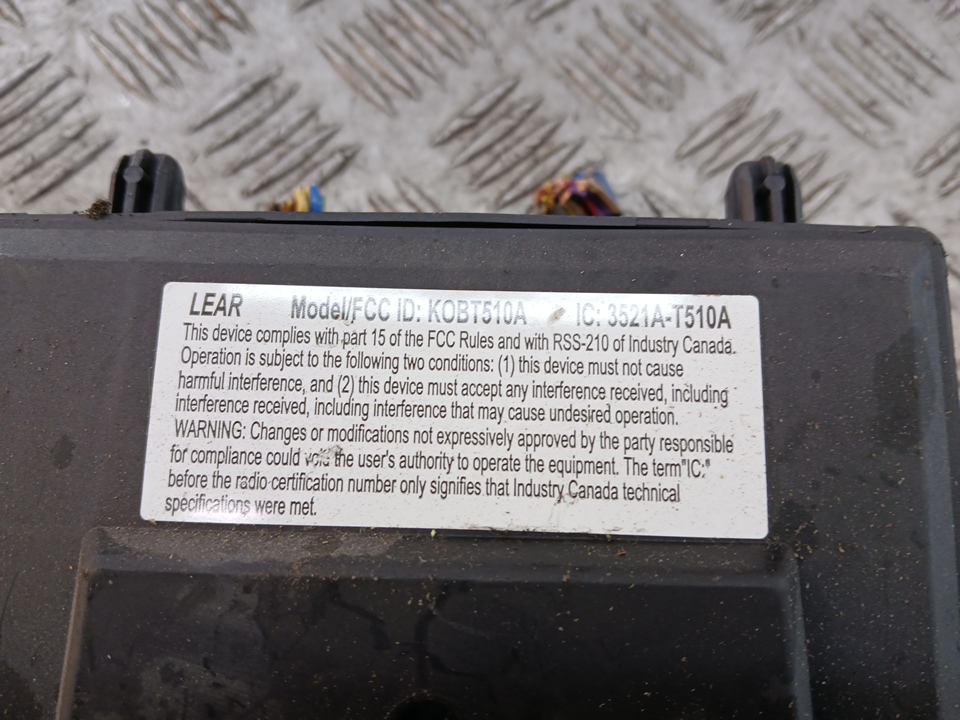 LEAR Model/FCC ID: KOBT510A IC: 3521A-T510A
This device complies with part 15 of the FCC Rules and with RSS-210 of Industry Canada.
Operation is subject to the following two conditions: (1) this device must not cause
harmful interference, and (2) this device must accept any interference received, including
interference received, including interference that may cause undesired operation.
WARNING: Changes or modifications not expressively approved by the party responsible
for compliance could void the user's authority to operate the equipment. The term"IC:"
before the radio certification number only signifies that Industry Canada technical
specifications were met.